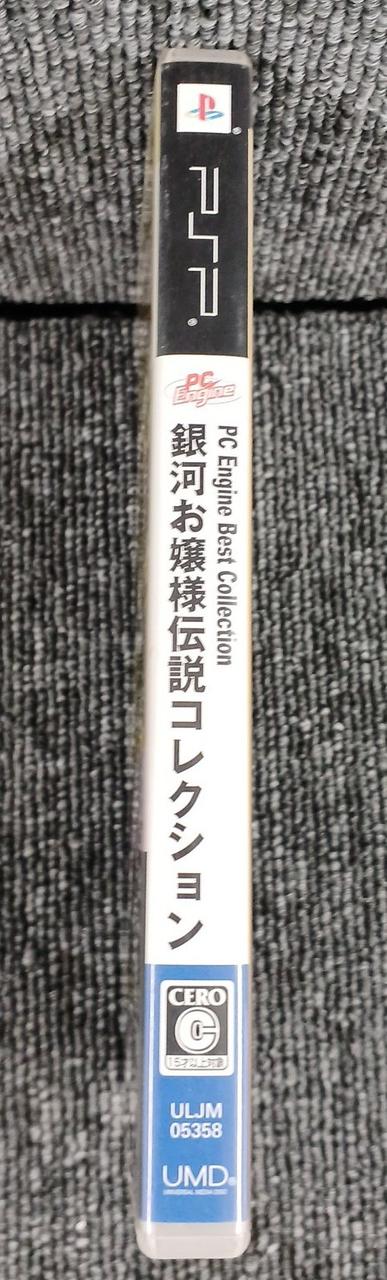 PSP
PC
Engine
PC Engine Best Collection
銀河お嬢様伝説コレクション
CERO
C
15才以上対象
ULJM
05358
UMD
UNIVERSAL MEDIA DISC